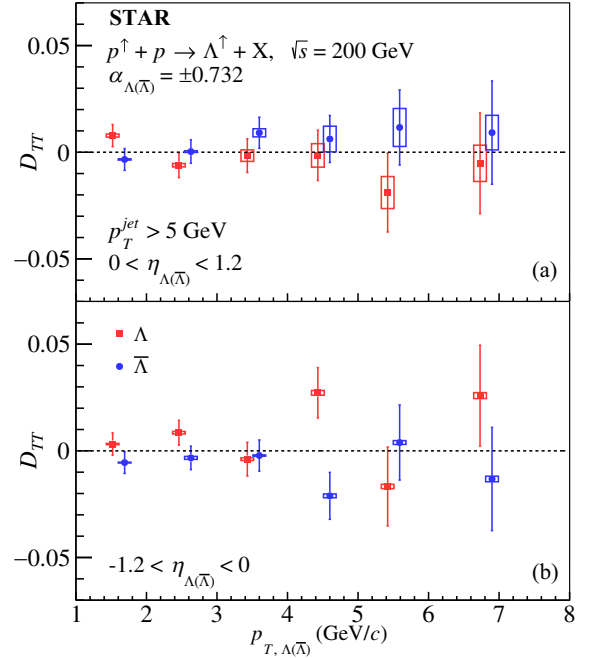 STAR
p↑ + p → Λ↑ + X, √s = 200 GeV
α_Λ(Λ̅) = ±0.732
0.05
0
−0.05
D_TT
p_T^jet > 5 GeV
0 < η_Λ(Λ̅) < 1.2
(a)
Λ
Λ̅
0.05
0
−0.05
D_TT
-1.2 < η_Λ(Λ̅) < 0
(b)
1 2 3 4 5 6 7 8
p_T, Λ(Λ̅) (GeV/c)